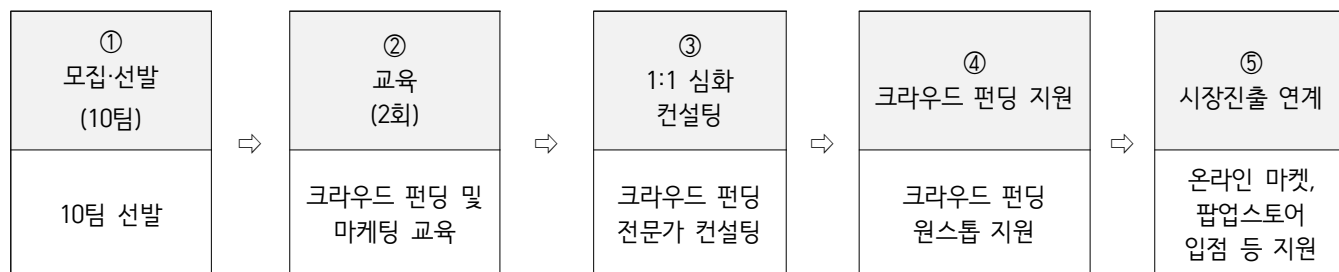 ①
모집·선발
(10팀)
10팀 선발
⇨
②
교육
(2회)
크라우드 펀딩 및
마케팅 교육
⇨
③
1:1 심화
컨설팅
크라우드 펀딩
전문가 컨설팅
⇨
④
크라우드 펀딩 지원
크라우드 펀딩
원스톱 지원
⇨
⑤
시장진출 연계
온라인 마켓,
팝업스토어
입점 등 지원